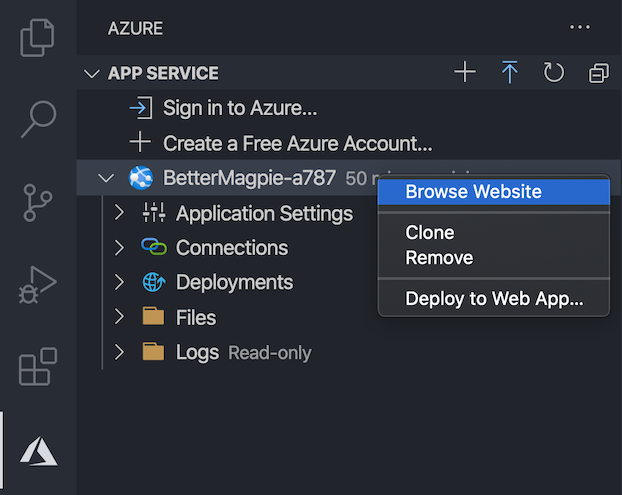 AZURE
APP SERVICE
Sign in to Azure...
Create a Free Azure Account...
BetterMagpie-a787 50
Browse Website
Application Settings
Clone
Connections
Remove
Deployments
Deploy to Web App...
Files
Logs Read-only